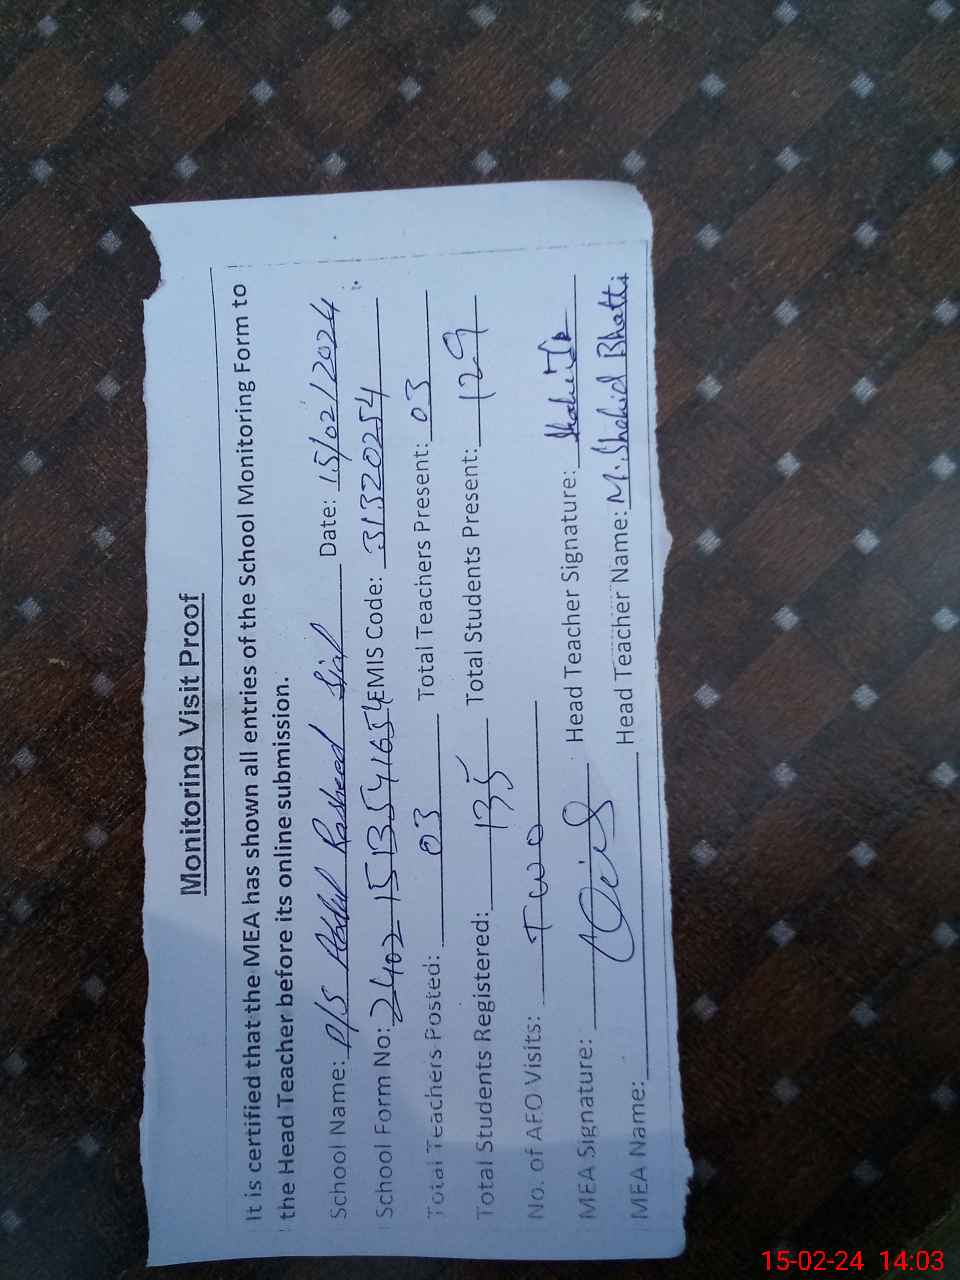 Monitoring Visit Proof
It is certified that the MEA has shown all entries of the School Monitoring Form to
the Head Teacher before its online submission.
School Name: P/S Abdul Rasheed Sial Date: 15/02/2024
School Form No: 24021513541654 EMIS Code: 31320254
Total Teachers Posted: 03 Total Teachers Present: 03
Total Students Registered: 135 Total Students Present: 129
No. of AFO Visits: Two
MEA Signature: Head Teacher Signature:
MEA Name: Head Teacher Name: M. Shahid Bhatti
15-02-24 14:03